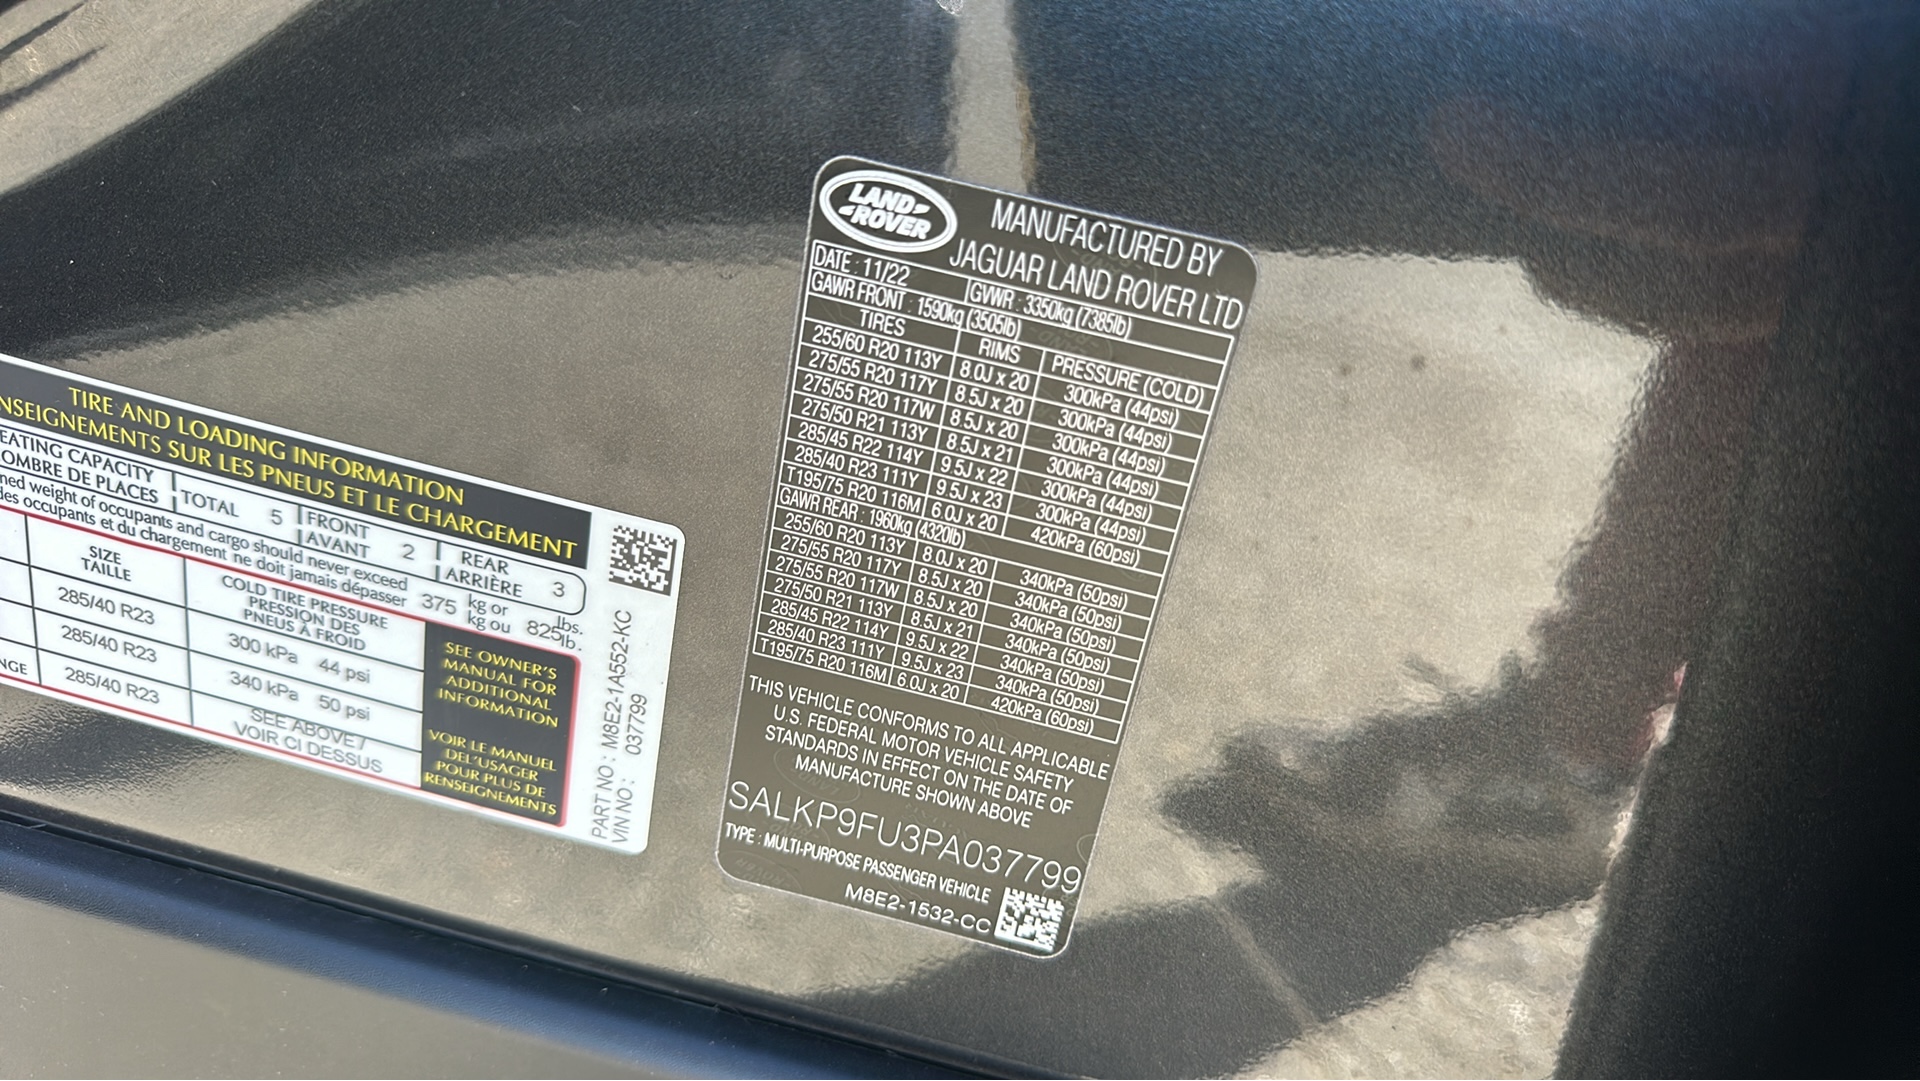 TIRE AND LOADING INFORMATION
NSEIGNEMENTS SUR LES PNEUS ET LE CHARGEMENT
EATING CAPACITY
OMBRE DE PLACES
TOTAL 5
FRONT
AVANT 2
REAR
ARRIÈRE 3
ned weight of occupants and cargo should never exceed
des occupants et du chargement ne doit jamais dépasser
375 kg or
kg ou
825 lbs.
lb.
SIZE
TAILLE
COLD TIRE PRESSURE
PRESSION DES
PNEUS À FROID
285/40 R23 300 kPa 44 psi
285/40 R23 340 kPa 50 psi
NGE 285/40 R23 SEE ABOVE /
VOIR CI DESSUS
SEE OWNER'S
MANUAL FOR
ADDITIONAL
INFORMATION
VOIR LE MANUEL
DEL'USAGER
POUR PLUS DE
RENSEIGNEMENTS
PART NO : M8E2-1A552-KC
VIN NO : 037799
LAND
ROVER
MANUFACTURED BY
JAGUAR LAND ROVER LTD
DATE : 11/22 GVWR : 3350kg (7385lb)
GAWR FRONT : 1590kg (3505lb)
TIRES RIMS PRESSURE (COLD)
255/60 R20 113Y 8.0J x 20 300kPa (44psi)
275/55 R20 117Y 8.5J x 20 300kPa (44psi)
275/55 R20 117W 8.5J x 20 300kPa (44psi)
275/50 R21 113Y 8.5J x 21 300kPa (44psi)
285/45 R22 114Y 9.5J x 22 300kPa (44psi)
285/40 R23 111Y 9.5J x 23 300kPa (44psi)
T195/75 R20 116M 6.0J x 20 420kPa (60psi)
GAWR REAR : 1960kg (4320lb)
255/60 R20 113Y 8.0J x 20 340kPa (50psi)
275/55 R20 117Y 8.5J x 20 340kPa (50psi)
275/55 R20 117W 8.5J x 20 340kPa (50psi)
275/50 R21 113Y 8.5J x 21 340kPa (50psi)
285/45 R22 114Y 9.5J x 22 340kPa (50psi)
285/40 R23 111Y 9.5J x 23 340kPa (50psi)
T195/75 R20 116M 6.0J x 20 420kPa (60psi)
THIS VEHICLE CONFORMS TO ALL APPLICABLE
U.S. FEDERAL MOTOR VEHICLE SAFETY
STANDARDS IN EFFECT ON THE DATE OF
MANUFACTURE SHOWN ABOVE
SALKP9FU3PA037799
TYPE : MULTI-PURPOSE PASSENGER VEHICLE
M8E2-1532-CC